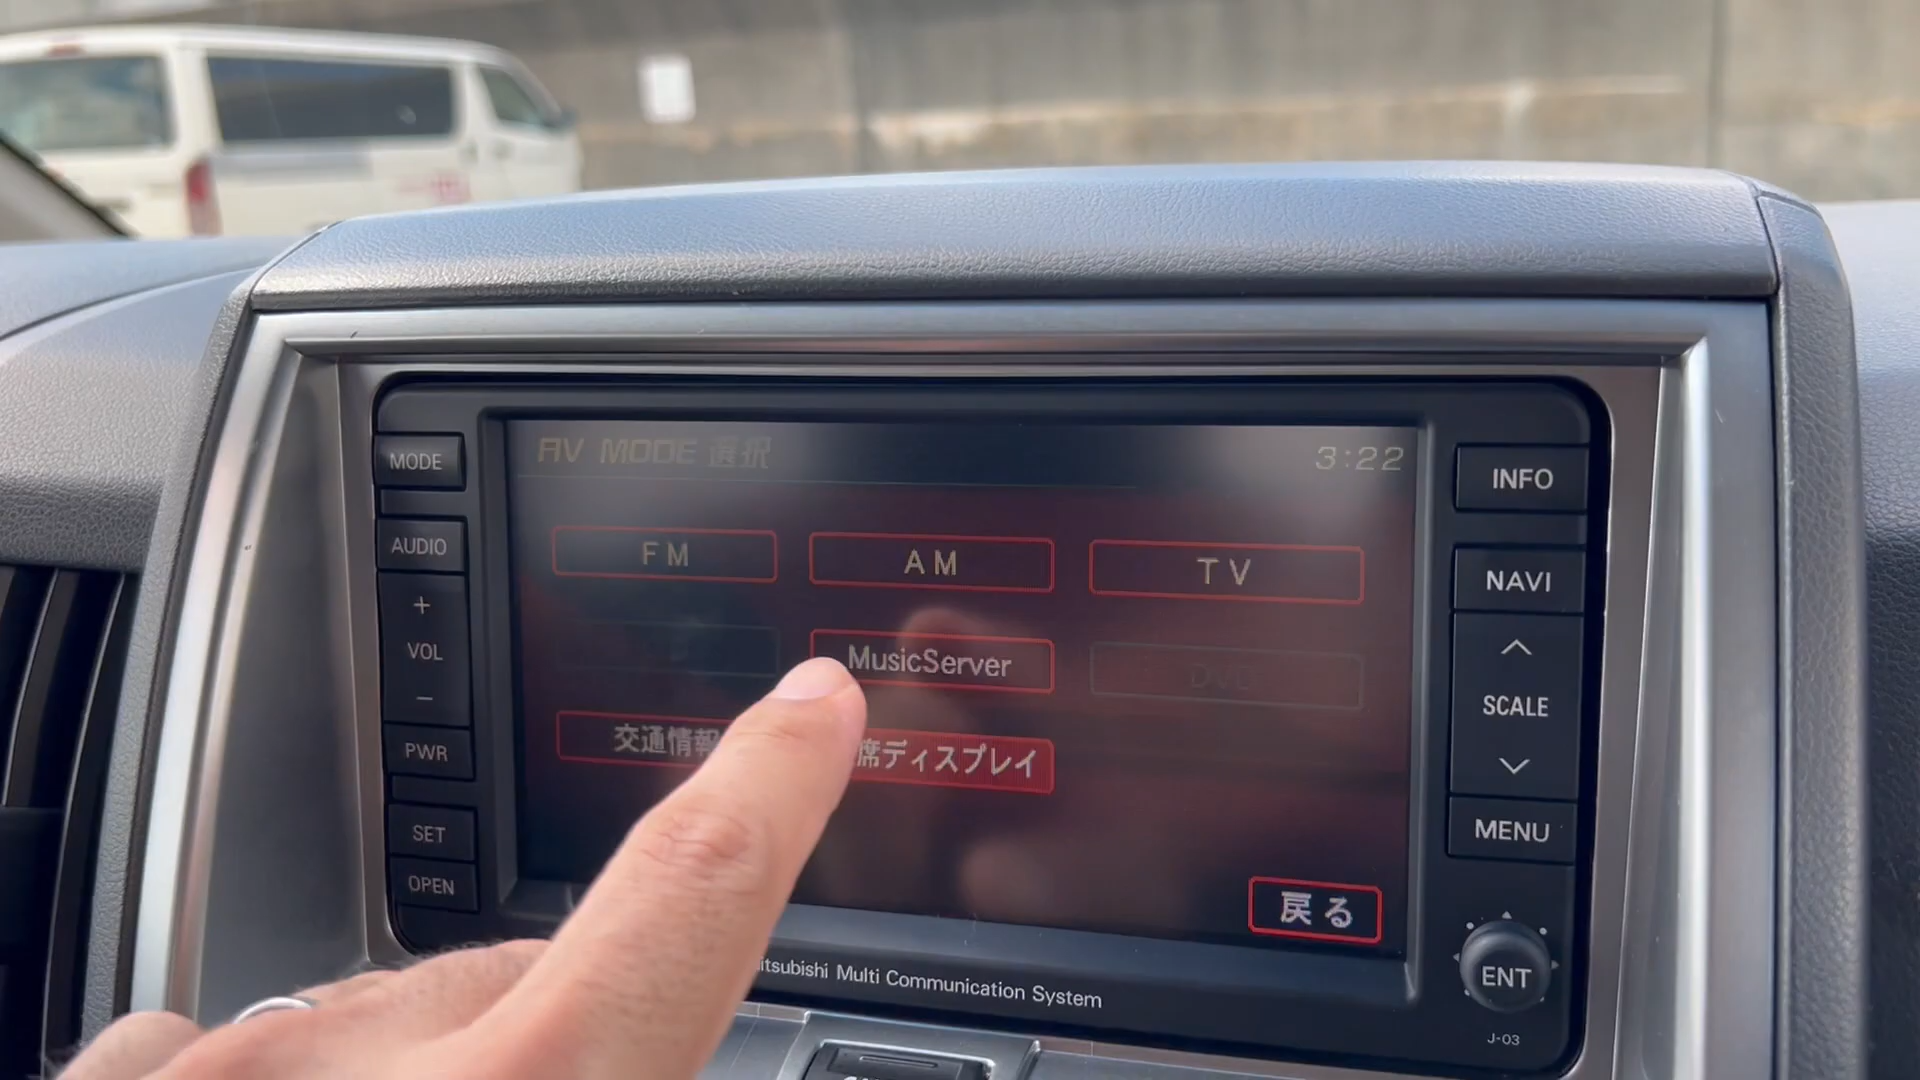 AV MODE 選択
3:22
MODE
AUDIO
+
VOL
−
PWR
SET
OPEN
FM
AM
TV
MusicServer
DVD
交通情報
席ディスプレイ
戻る
INFO
NAVI
SCALE
MENU
ENT
J-03
itsubishi Multi Communication System